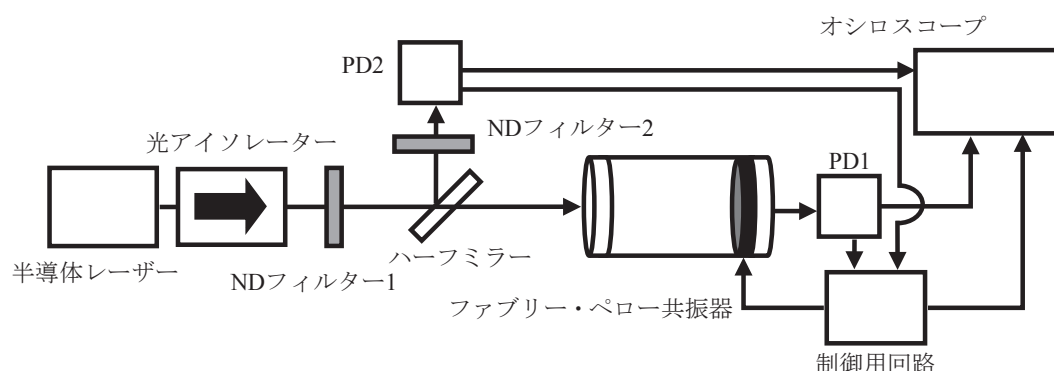 オシロスコープ
PD2
NDフィルター2
光アイソレーター
PD1
半導体レーザー
NDフィルター1
ハーフミラー
ファブリー・ペロー共振器
制御用回路